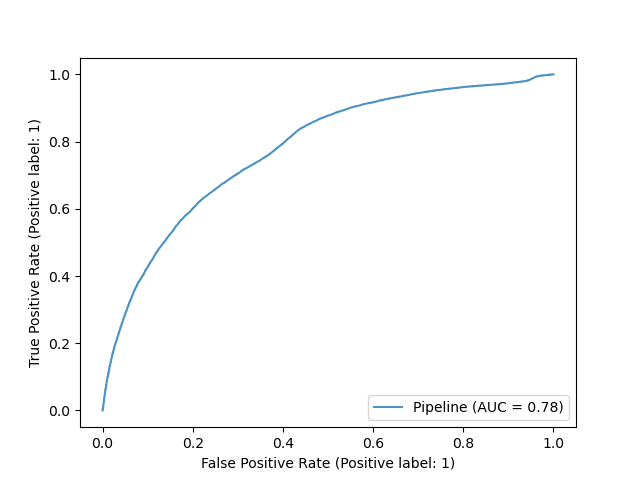 1.0
0.8
0.6
0.4
0.2
0.0
True Positive Rate (Positive label: 1)
Pipeline (AUC = 0.78)
0.0 0.2 0.4 0.6 0.8 1.0
False Positive Rate (Positive label: 1)